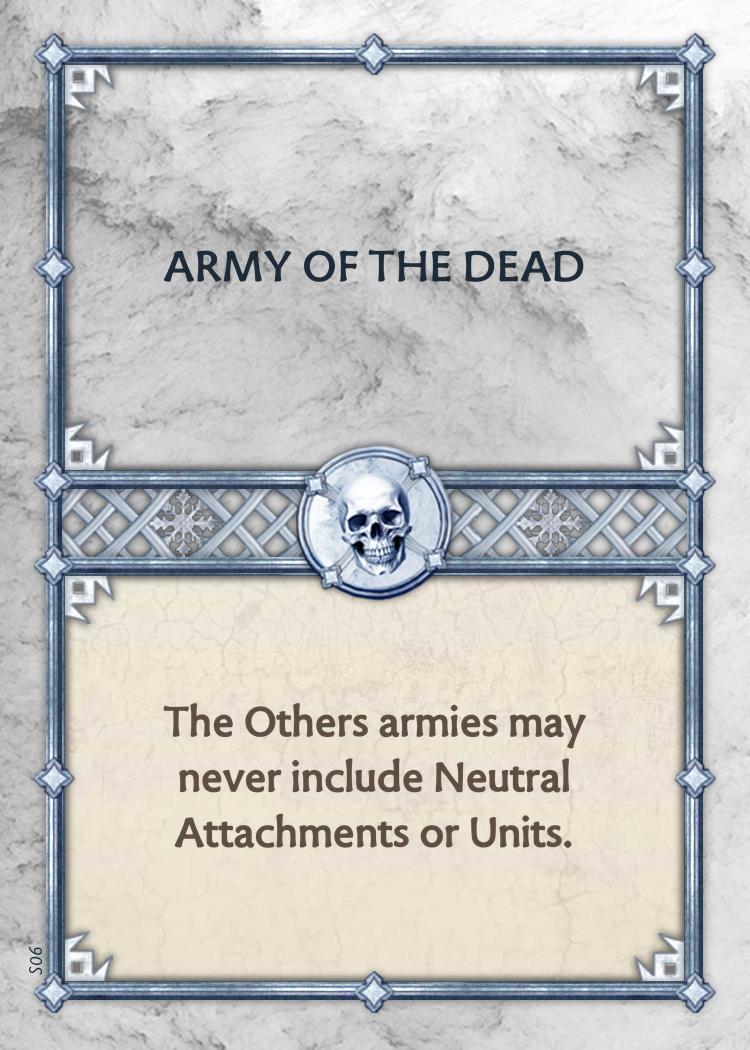 ARMY OF THE DEAD
The Others armies may
never include Neutral
Attachments or Units.
S06